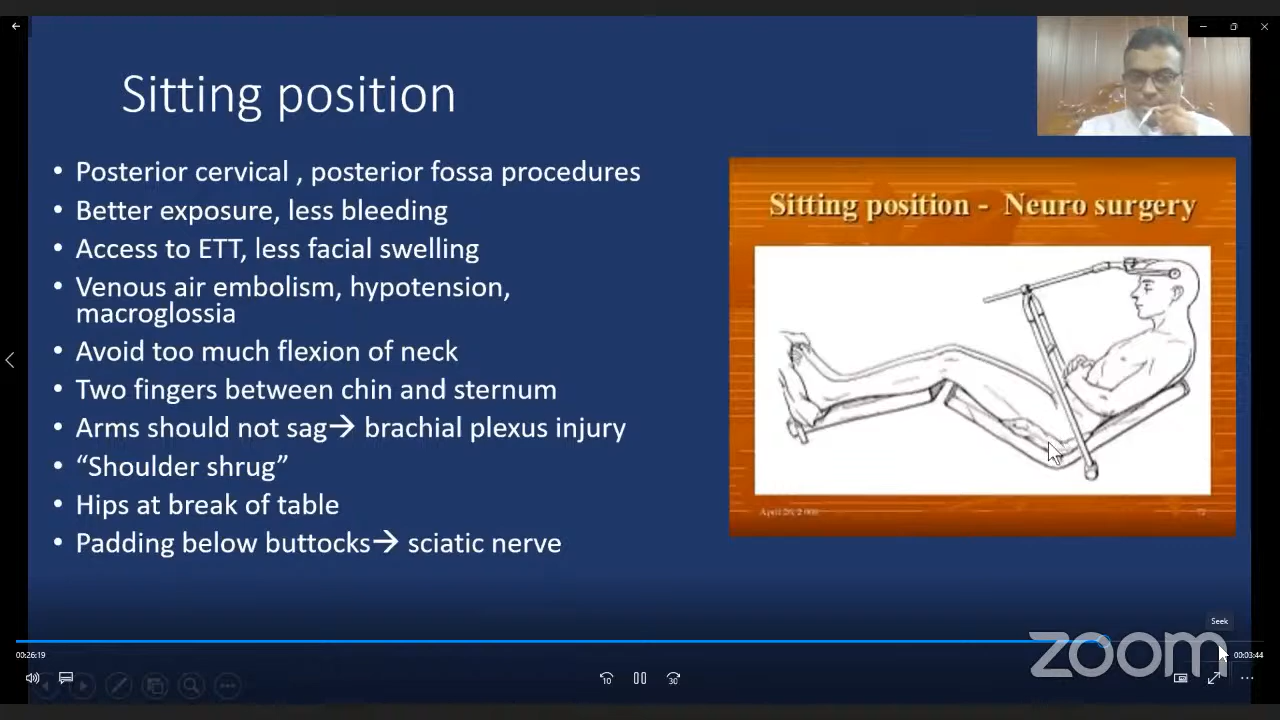 Sitting position
• Posterior cervical , posterior fossa procedures
• Better exposure, less bleeding
• Access to ETT, less facial swelling
• Venous air embolism, hypotension,
macroglossia
• Avoid too much flexion of neck
• Two fingers between chin and sternum
• Arms should not sag→ brachial plexus injury
• “Shoulder shrug”
• Hips at break of table
• Padding below buttocks→ sciatic nerve
Sitting position - Neuro surgery
Seek
zoom
00:26:19
00:03:44
10
30